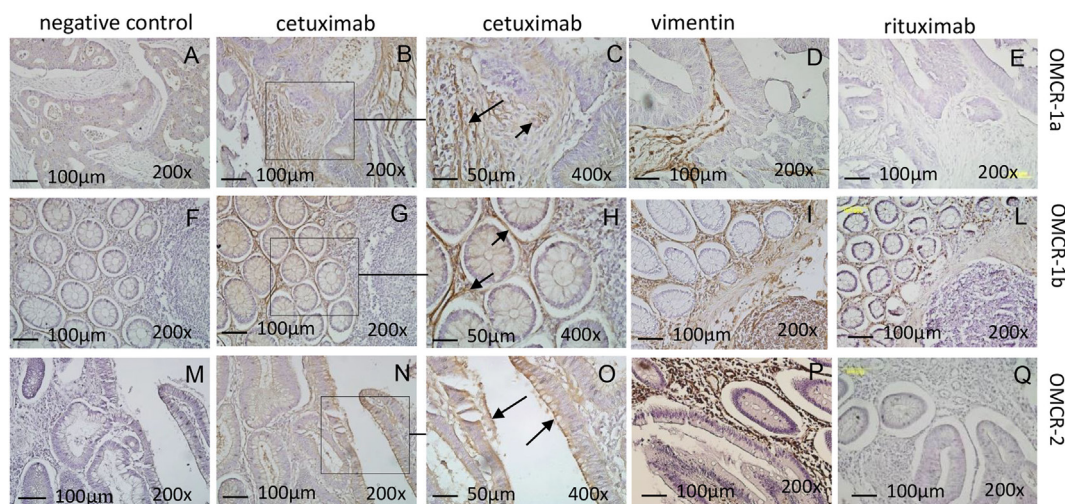 negative control cetuximab cetuximab vimentin rituximab
A B C D E OMCR-1a
100µm 200x 100µm 200x 50µm 400x 100µm 200x 100µm 200x
F G H I L OMCR-1b
100µm 200x 100µm 200x 50µm 400x 100µm 200x 100µm 200x
M N O P Q OMCR-2
100µm 200x 100µm 200x 50µm 400x 100µm 200x 100µm 200x